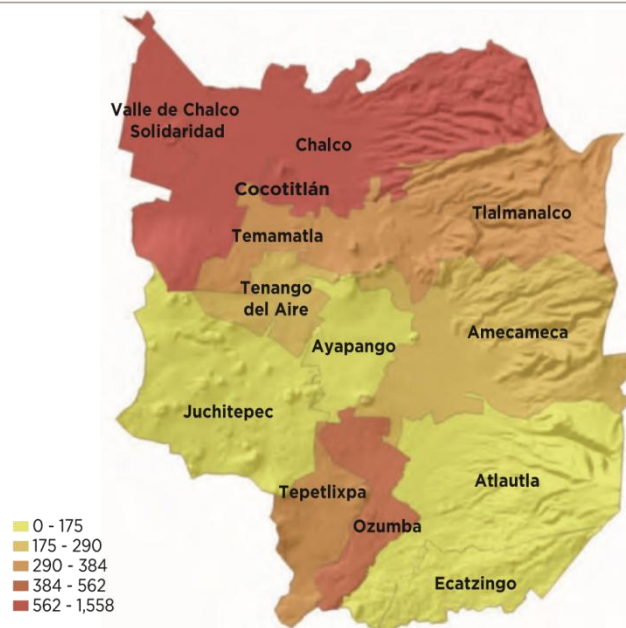 Valle de Chalco
Solidaridad
Chalco
Cocotitlán
Tlalmanalco
Temamatla
Tenango
del Aire
Amecameca
Ayapango
Juchitepec
Atlautla
Tepetlixpa
Ozumba
Ecatzingo
0 - 175
175 - 290
290 - 384
384 - 562
562 - 1,558